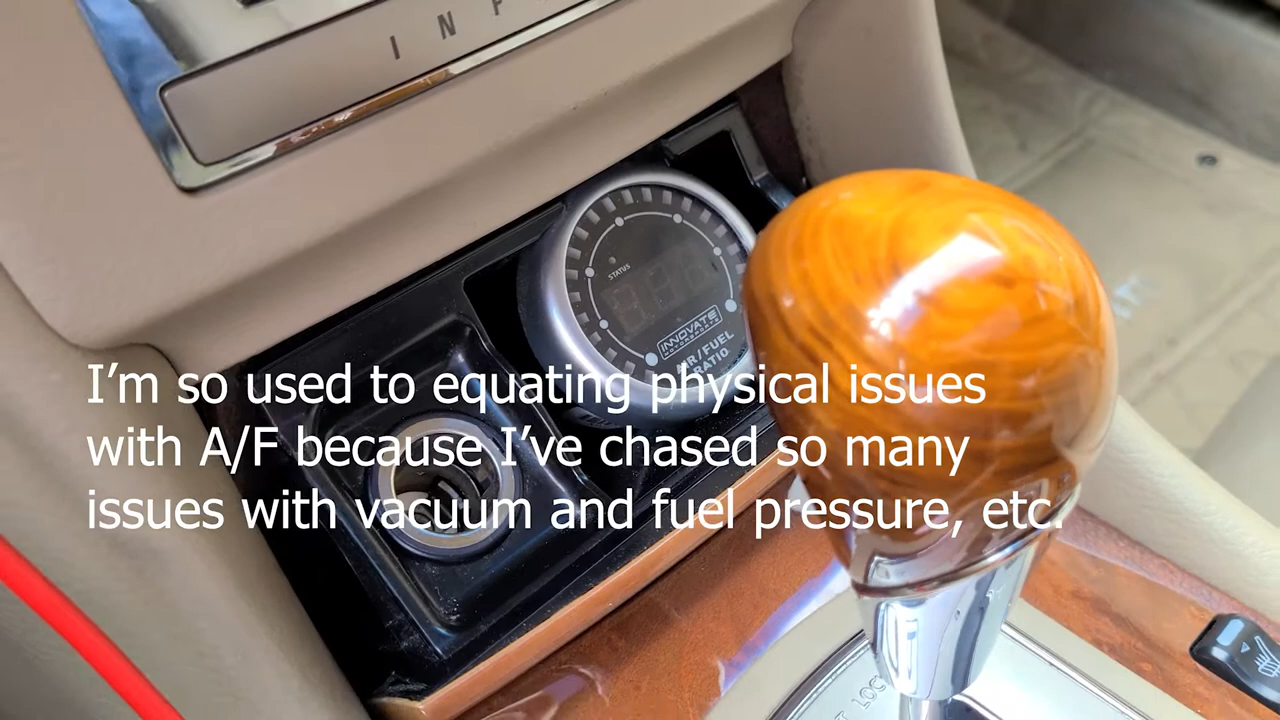 I N F
STATUS
INNOVATE
MOTORSPORTS
AIR/FUEL
RATIO
I’m so used to equating physical issues
with A/F because I’ve chased so many
issues with vacuum and fuel pressure, etc.